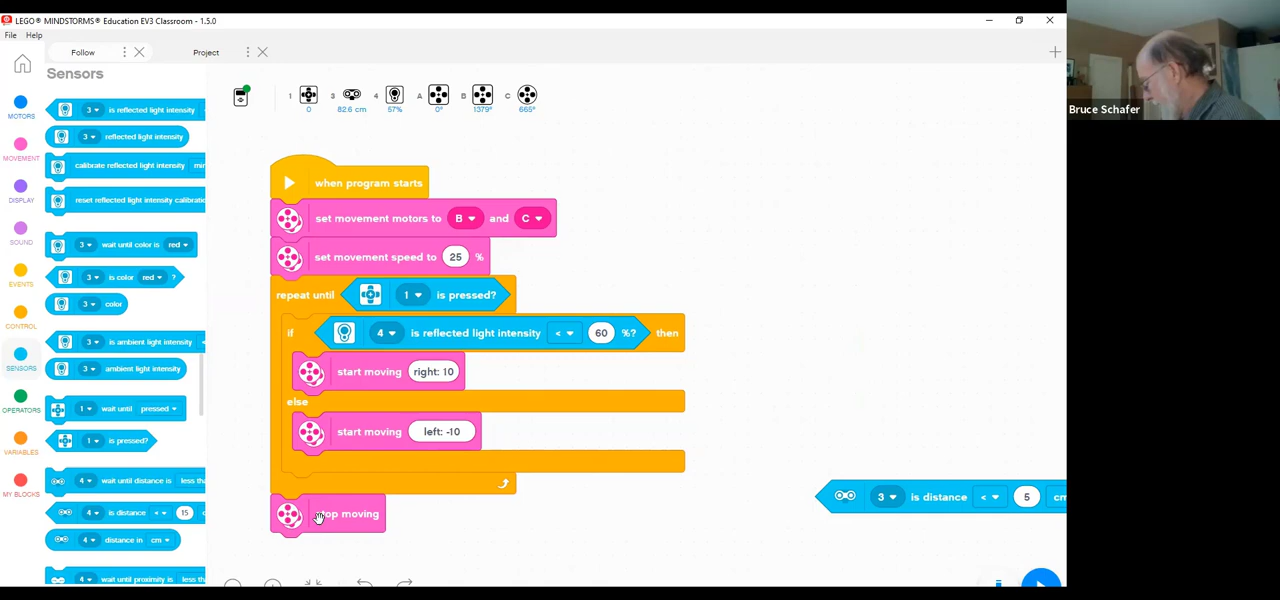 LEGO® MINDSTORMS® Education EV3 Classroom - 1.5.0
File Help
Follow
Project
Sensors
MOTORS
MOVEMENT
DISPLAY
SOUND
EVENTS
CONTROL
SENSORS
OPERATORS
VARIABLES
MY BLOCKS
3 is reflected light intensity <
3 reflected light intensity
calibrate reflected light intensity
reset reflected light intensity
3 wait until color is red
3 is color red ?
3 color
3 is ambient light intensity <
3 ambient light intensity
1 wait until pressed
1 is pressed?
4 wait until distance is less
4 is distance < 15
4 distance in cm
4 wait until proximity is less
1 3 4 A B C
0 82.6 cm 57% 0° 1379° 665°
when program starts
set movement motors to B and C
set movement speed to 25 %
repeat until 1 is pressed?
if 4 is reflected light intensity < 60 %? then
start moving right: 10
else
start moving left: -10
stop moving
3 is distance < 5 cm
Bruce Schafer